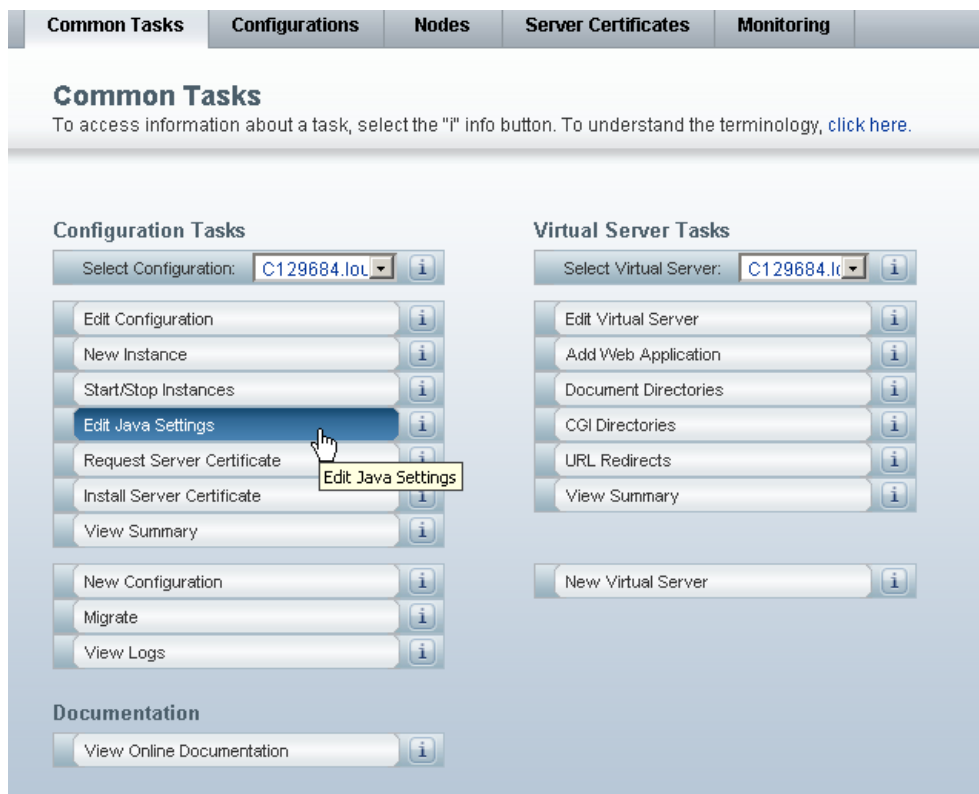 Common Tasks Configurations Nodes Server Certificates Monitoring
Common Tasks
To access information about a task, select the "i" info button. To understand the terminology, click here.
Configuration Tasks
Select Configuration: C129684.lou i
Edit Configuration i
New Instance i
Start/Stop Instances i
Edit Java Settings i
Request Server Certificate i
Edit Java Settings
Install Server Certificate i
View Summary i
New Configuration i
Migrate i
View Logs i
Documentation
View Online Documentation i
Virtual Server Tasks
Select Virtual Server: C129684.l i
Edit Virtual Server i
Add Web Application i
Document Directories i
CGI Directories i
URL Redirects i
View Summary i
New Virtual Server i